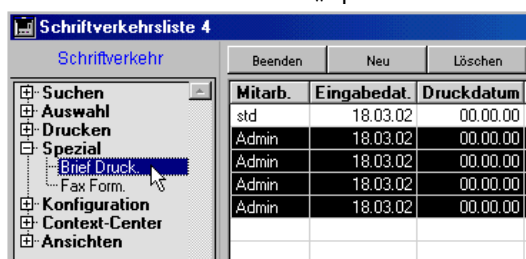 Schriftverkehrsliste 4
Schriftverkehr
Beenden Neu Löschen
Suchen
Auswahl
Drucken
Spezial
Brief Druck.
Fax Form.
Konfiguration
Context-Center
Ansichten
Mitarb. Eingabedat. Druckdatum
std 18.03.02 00.00.00
Admin 18.03.02 00.00.00
Admin 18.03.02 00.00.00
Admin 18.03.02 00.00.00
Admin 18.03.02 00.00.00